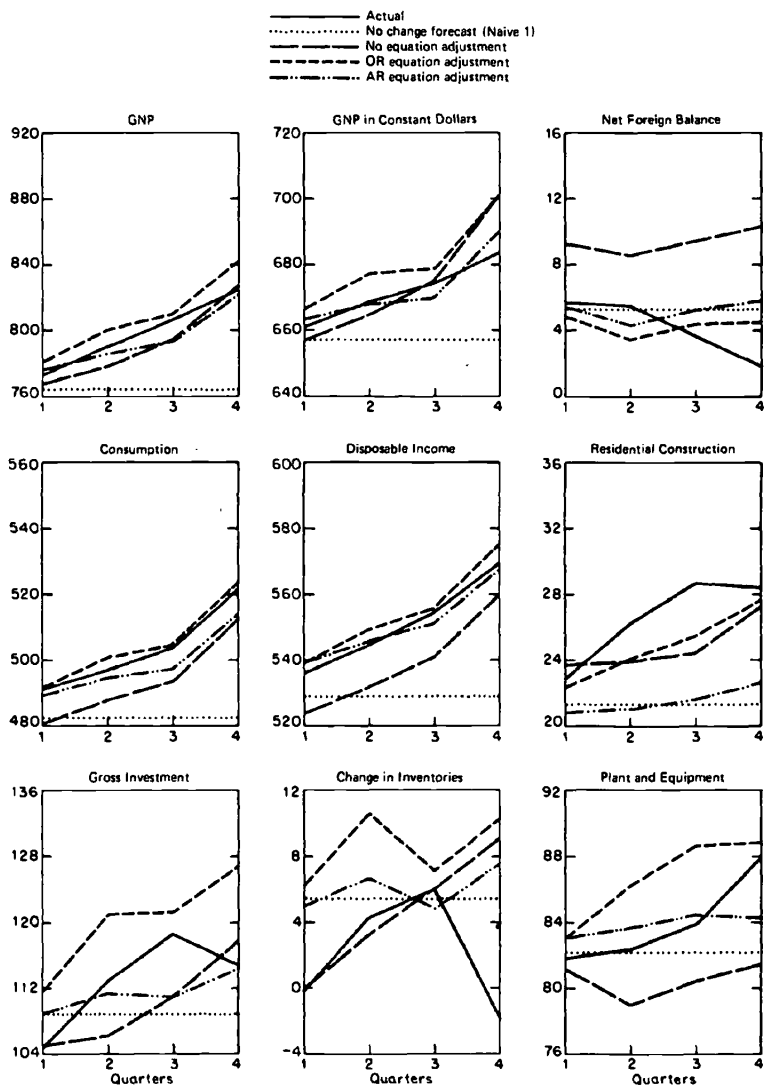 Actual
No change forecast (Naive 1)
No equation adjustment
OR equation adjustment
AR equation adjustment
GNP
920
880
840
800
760
1 2 3 4
GNP in Constant Dollars
720
700
680
660
640
1 2 3 4
Net Foreign Balance
16
12
8
4
0
1 2 3 4
Consumption
560
540
520
500
480
1 2 3 4
Disposable Income
600
580
560
540
520
1 2 3 4
Residential Construction
36
32
28
24
20
1 2 3 4
Gross Investment
136
128
120
112
104
1 2 3 4
Quarters
Change in Inventories
12
8
4
0
-4
1 2 3 4
Quarters
Plant and Equipment
92
88
84
80
76
1 2 3 4
Quarters